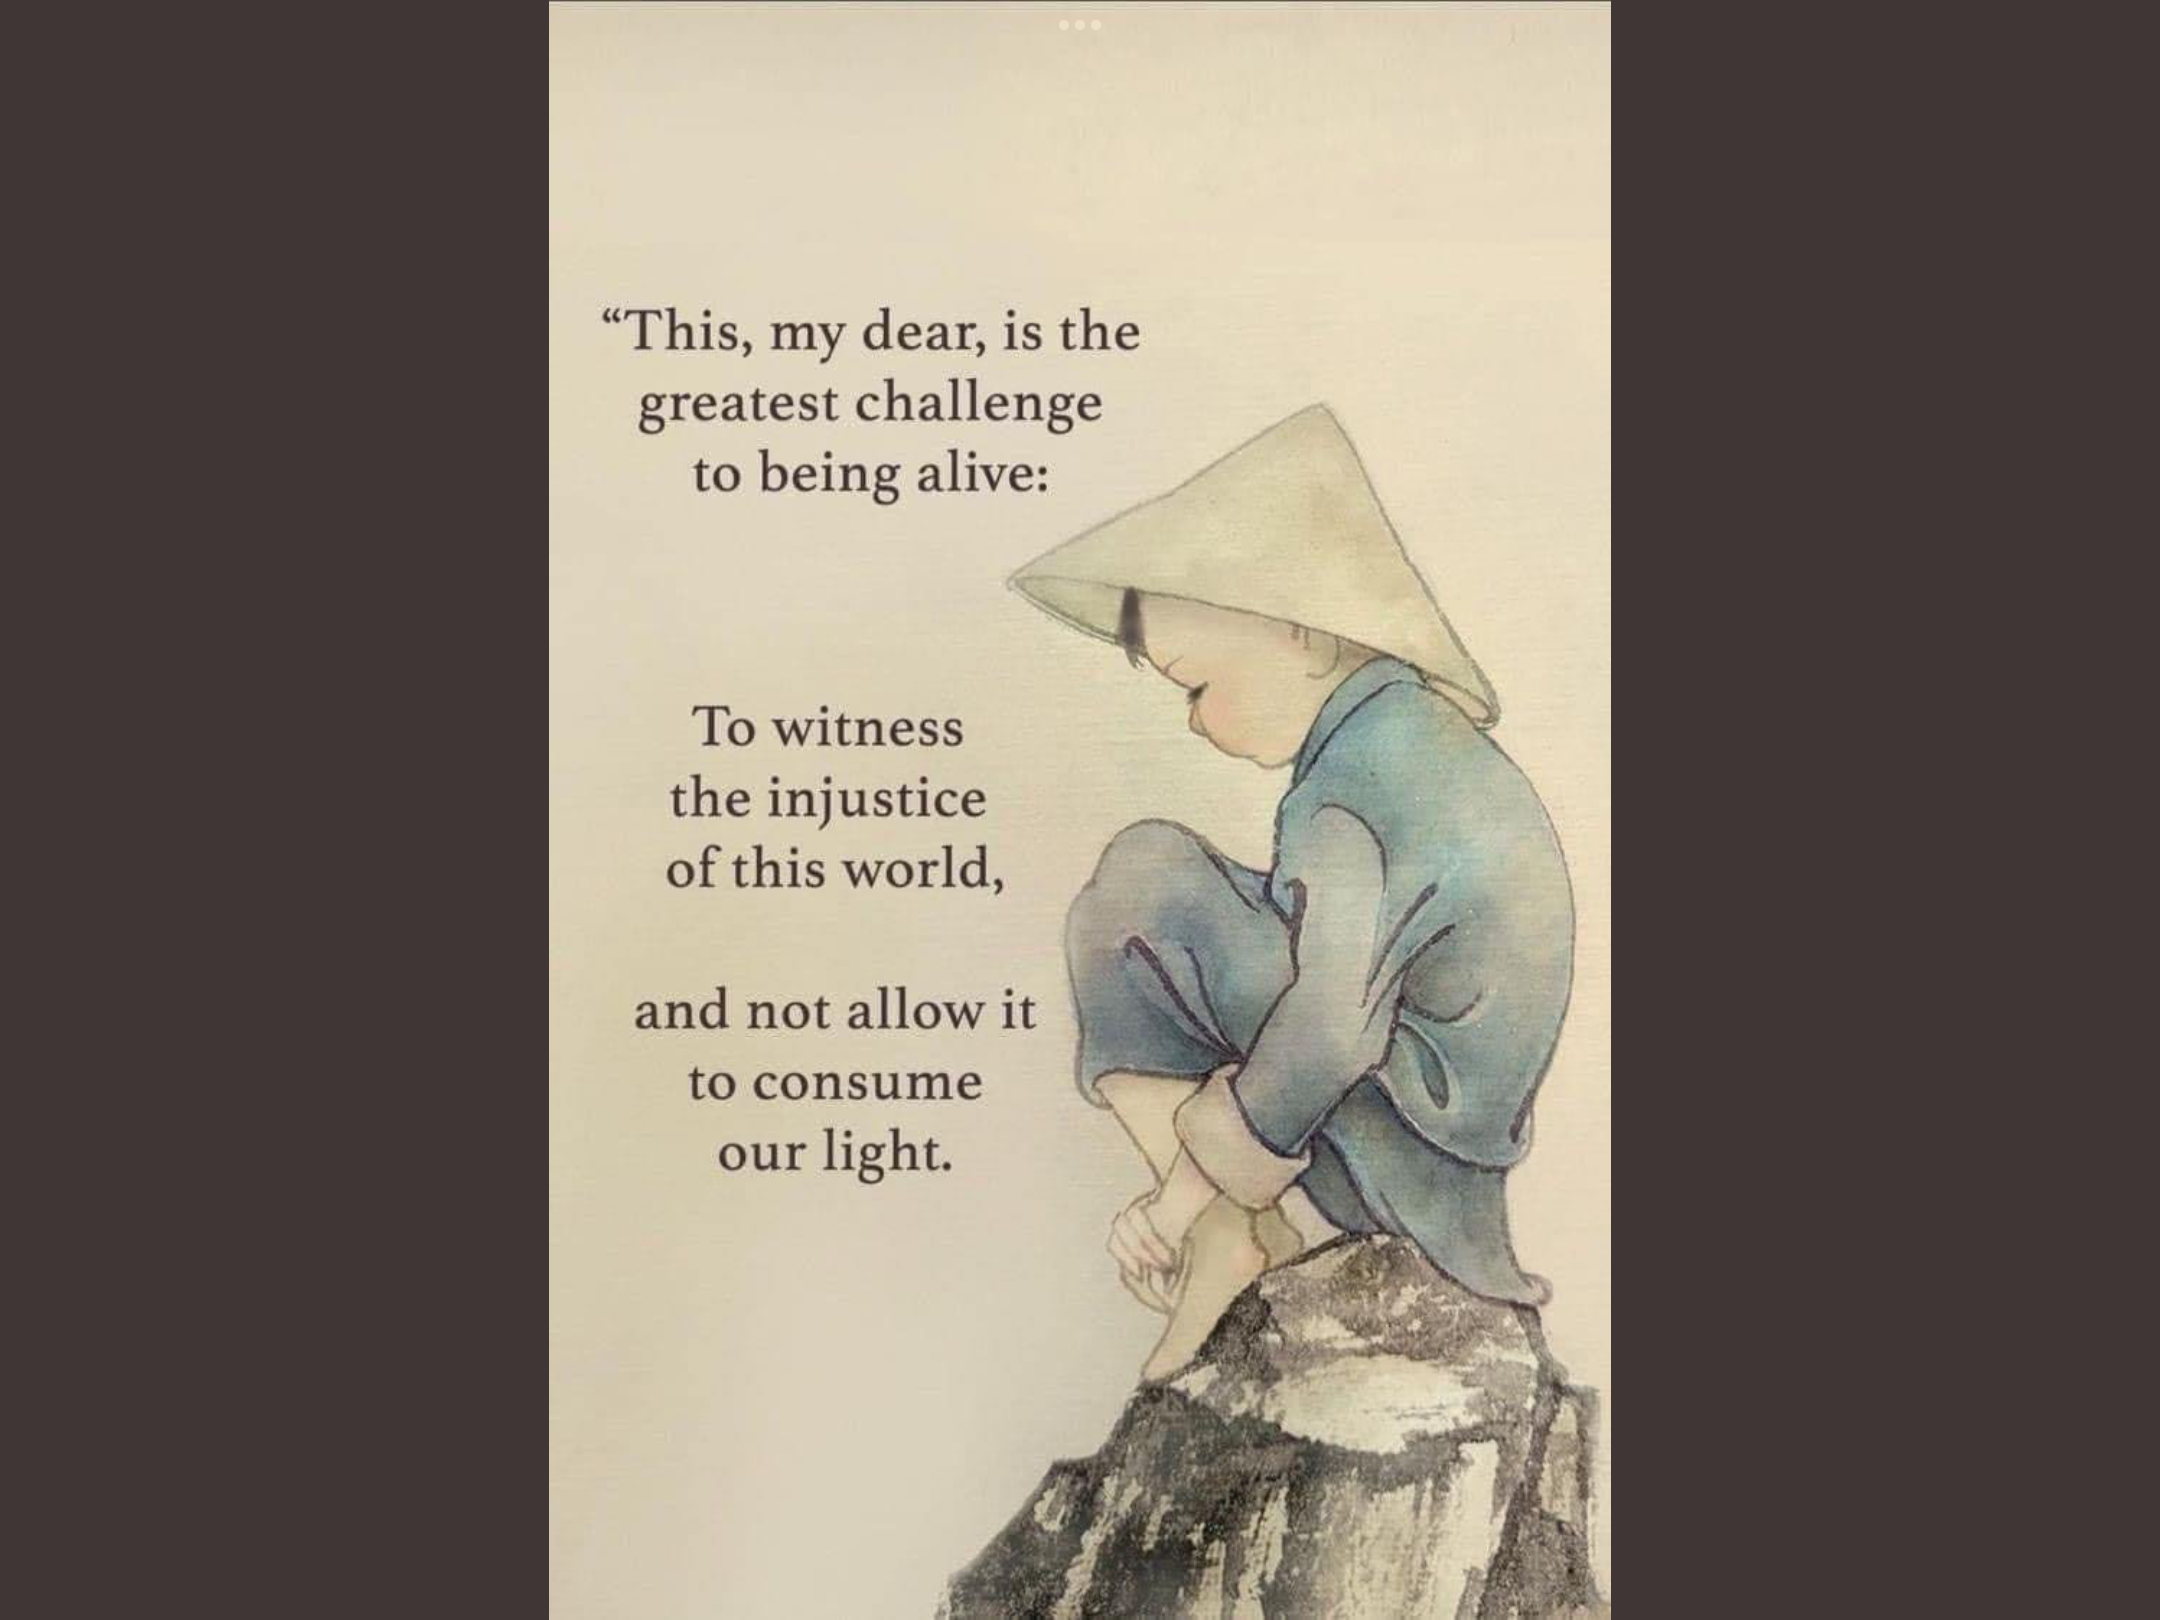 “This, my dear, is the
greatest challenge
to being alive:
To witness
the injustice
of this world,
and not allow it
to consume
our light.